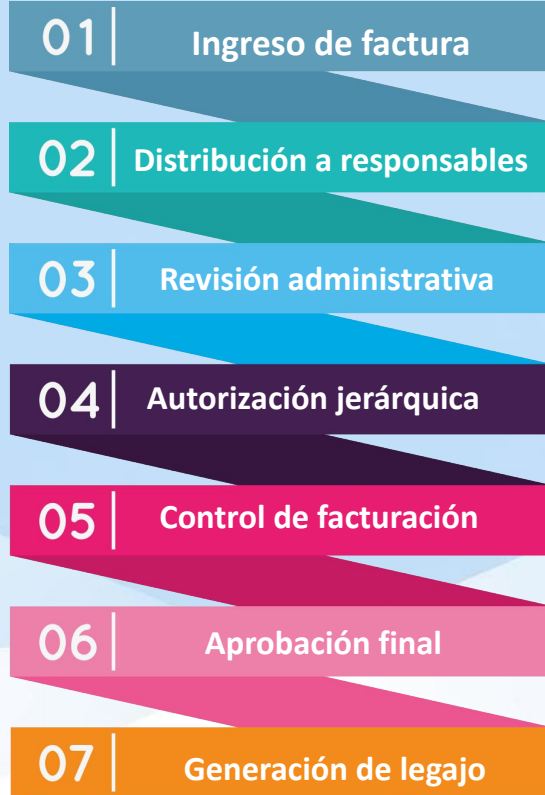 01 Ingreso de factura
02 Distribución a responsables
03 Revisión administrativa
04 Autorización jerárquica
05 Control de facturación
06 Aprobación final
07 Generación de legajo